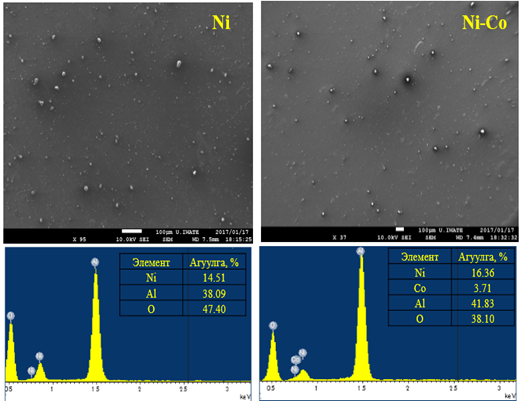 Ni
100µm U.IWATE 2017/01/17
X 95 10.0kV SEI SEM WD 7.5mm 18:15:25
Ni-Co
100µm U.IWATE 2017/01/17
X 37 10.0kV SEI SEM WD 7.4mm 18:32:32
Элемент Агуулга, %
Ni 14.51
Al 38.09
O 47.40
0.5 1 1.5 2 2.5 3
keV
Элемент Агуулга, %
Ni 16.36
Co 3.71
Al 41.83
O 38.10
0.5 1 1.5 2 2.5 3
keV